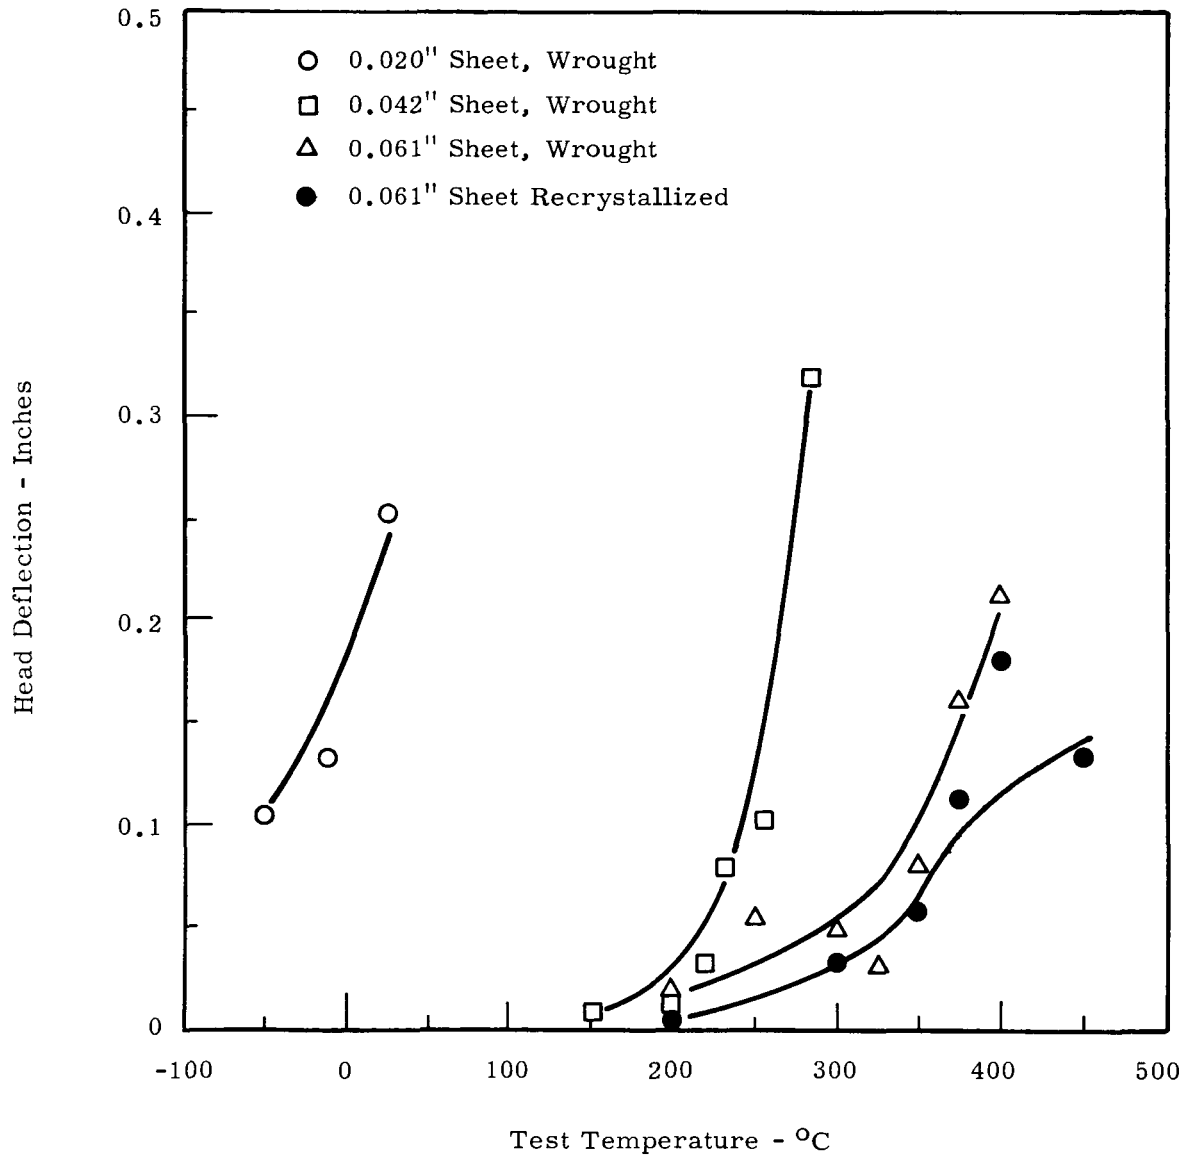 0.5
0.020" Sheet, Wrought
0.042" Sheet, Wrought
0.061" Sheet, Wrought
0.061" Sheet Recrystallized
0.4
0.3
0.2
0.1
0
Head Deflection - Inches
-100 0 100 200 300 400 500
Test Temperature - °C